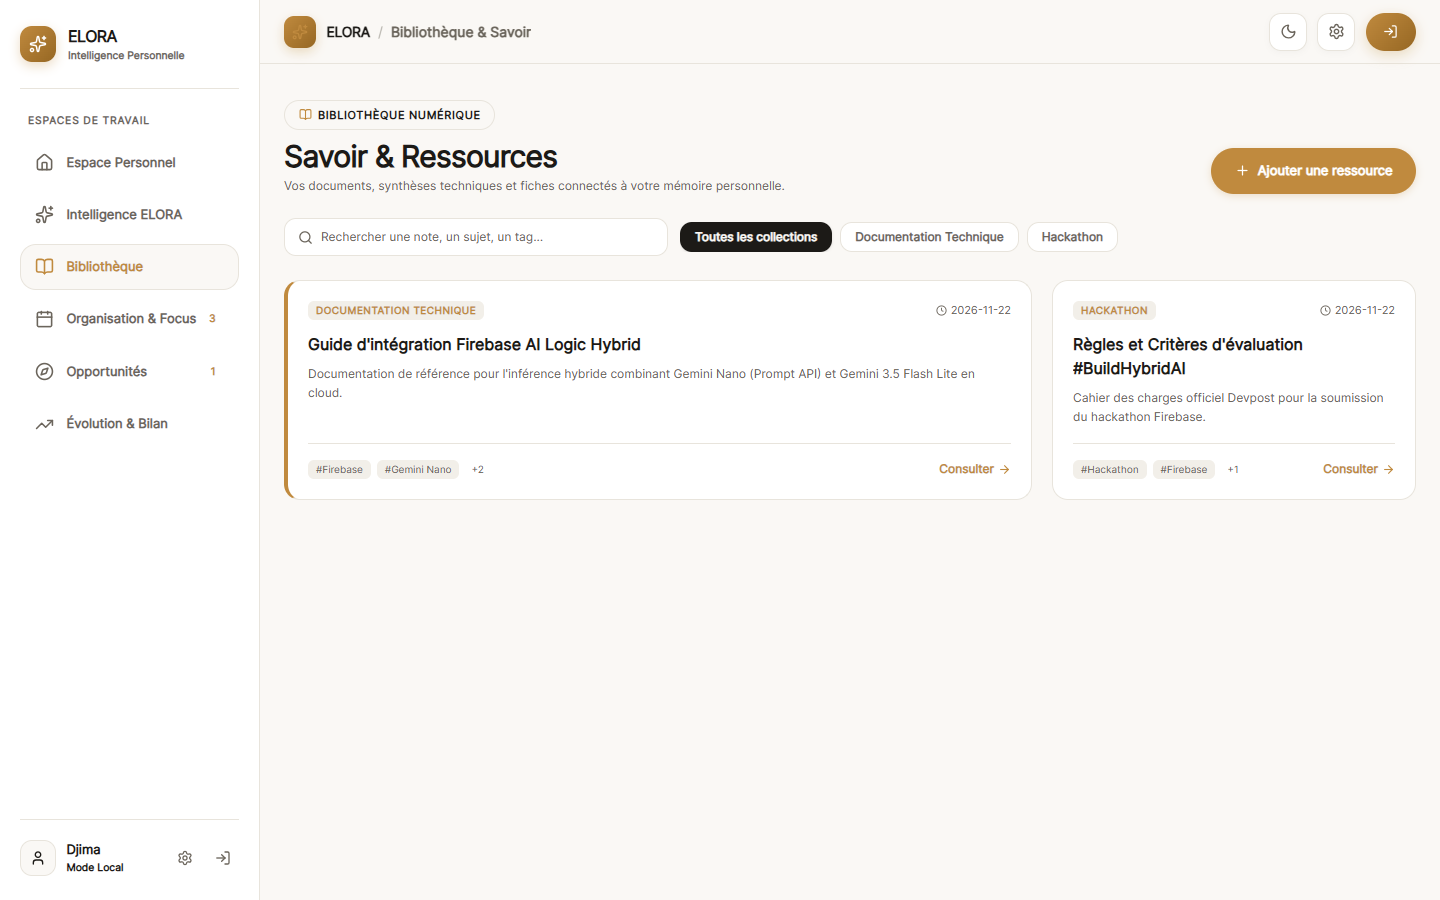 ELORA
Intelligence Personnelle
ESPACES DE TRAVAIL
Espace Personnel
Intelligence ELORA
Bibliothèque
Organisation & Focus 3
Opportunités 1
Évolution & Bilan
Djima
Mode Local
ELORA / Bibliothèque & Savoir
BIBLIOTHÈQUE NUMÉRIQUE
Savoir & Ressources
Vos documents, synthèses techniques et fiches connectés à votre mémoire personnelle.
+ Ajouter une ressource
Rechercher une note, un sujet, un tag...
Toutes les collections
Documentation Technique
Hackathon
DOCUMENTATION TECHNIQUE
2026-11-22
Guide d'intégration Firebase AI Logic Hybrid
Documentation de référence pour l'inférence hybride combinant Gemini Nano (Prompt API) et Gemini 3.5 Flash Lite en
cloud.
#Firebase #Gemini Nano +2
Consulter →
HACKATHON
2026-11-22
Règles et Critères d'évaluation
#BuildHybridAI
Cahier des charges officiel Devpost pour la soumission
du hackathon Firebase.
#Hackathon #Firebase +1
Consulter →